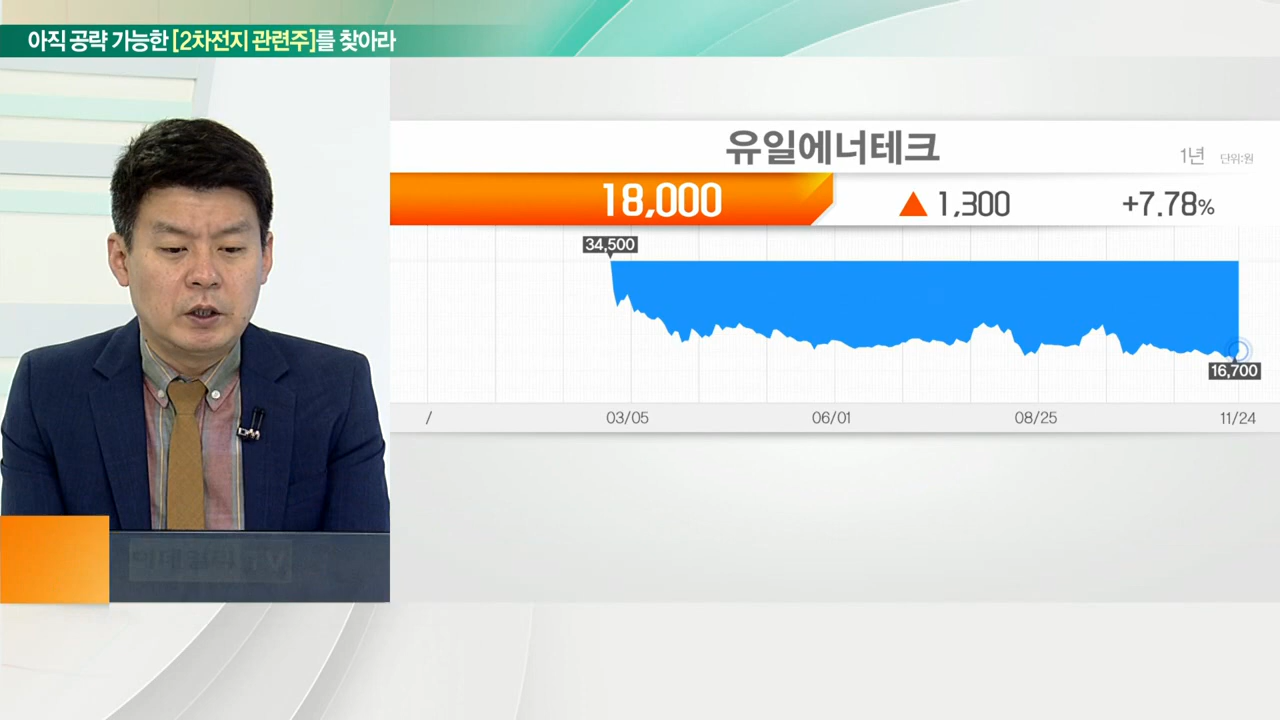 아직 공략 가능한 [2차전지 관련주]를 찾아라
유일에너테크
1년 단위:원
18,000 ▲ 1,300 +7.78%
34,500
16,700
/ 03/05 06/01 08/25 11/24